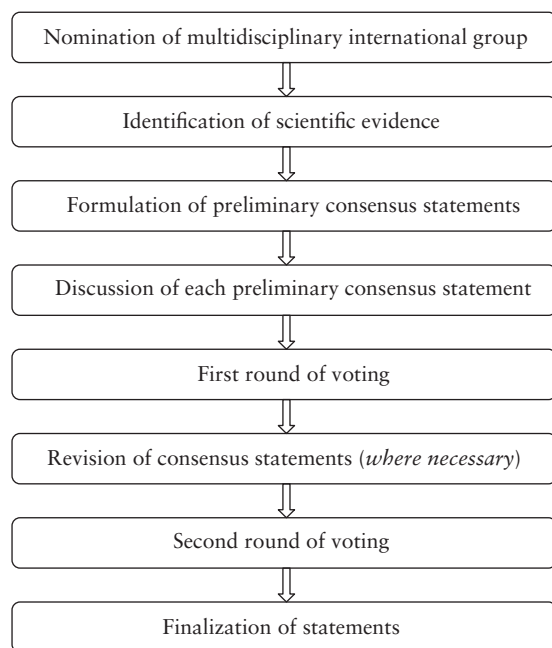 Nomination of multidisciplinary international group
Identification of scientific evidence
Formulation of preliminary consensus statements
Discussion of each preliminary consensus statement
First round of voting
Revision of consensus statements (where necessary)
Second round of voting
Finalization of statements